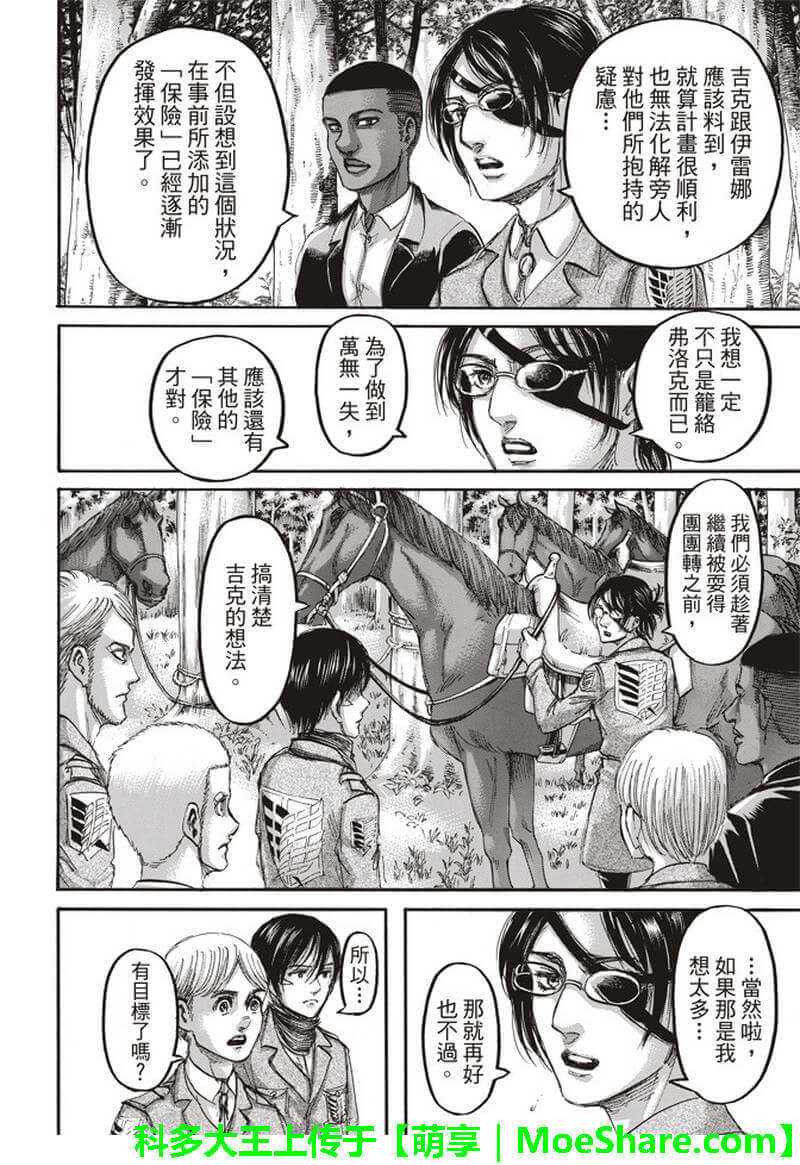 吉克跟伊雷娜
應該料到，
就算計畫很順利，
也無法化解旁人
對他們所抱持的
疑慮…
不但設想到這個狀況，
在事前所添加的
「保險」已經逐漸
發揮效果了。
我想一定
不只是籠絡
弗洛克而已。
為了做到
萬無一失，
應該還有
其他的
「保險」
才對。
我們必須趁著
繼續被耍得
團團轉之前，
搞清楚
吉克的想法。
…當然啦，
如果那是我
想太多…
那就再好
也不過。
所以…
有目標了嗎?
科多大王上传于【萌享│MoeShare.com】